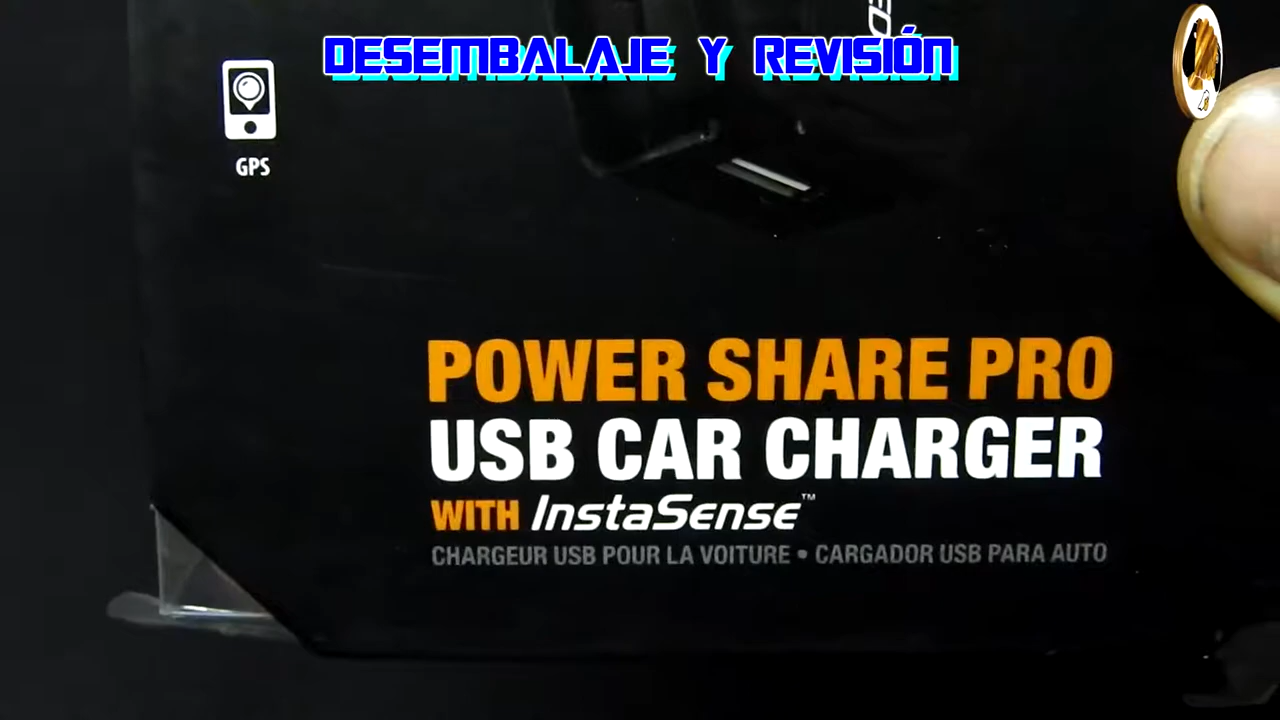 DESEMBALAJE Y REVISIÓN
GPS
POWER SHARE PRO
USB CAR CHARGER
WITH InstaSense™
CHARGEUR USB POUR LA VOITURE • CARGADOR USB PARA AUTO